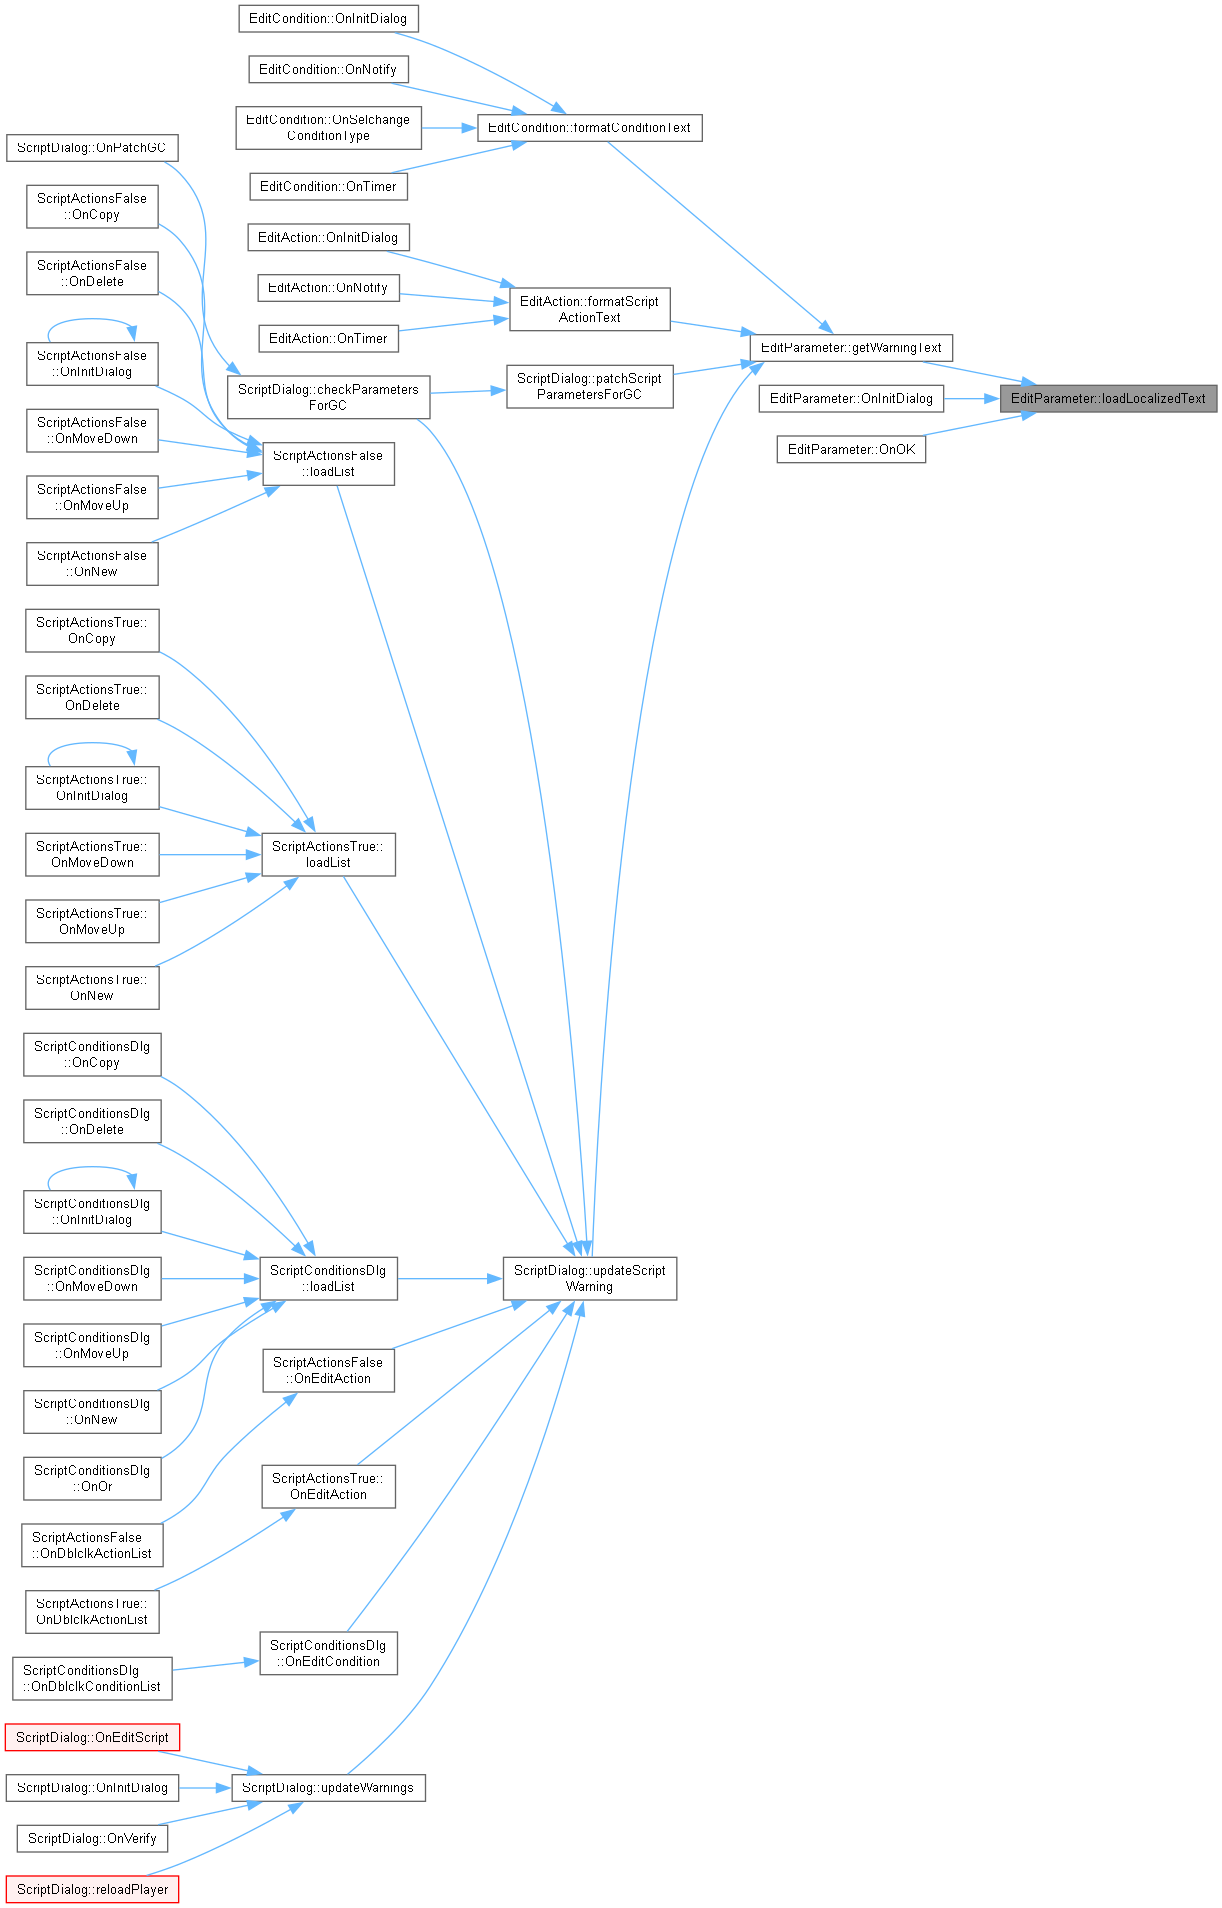 EditCondition::OnInitDialog
EditCondition::OnNotify
EditCondition::OnSelchange
ConditionType
EditCondition::formatConditionText
EditCondition::OnTimer
ScriptDialog::OnPatchGC
ScriptActionsFalse
::OnCopy
EditAction::OnInitDialog
ScriptActionsFalse
::OnDelete
EditAction::OnNotify
EditAction::formatScript
ActionText
EditAction::OnTimer
EditParameter::getWarningText
ScriptActionsFalse
::OnInitDialog
ScriptDialog::checkParameters
ForGC
ScriptDialog::patchScript
ParametersForGC
EditParameter::OnInitDialog
EditParameter::loadLocalizedText
ScriptActionsFalse
::OnMoveDown
EditParameter::OnOK
ScriptActionsFalse
::loadList
ScriptActionsFalse
::OnMoveUp
ScriptActionsFalse
::OnNew
ScriptActionsTrue::
OnCopy
ScriptActionsTrue::
OnDelete
ScriptActionsTrue::
OnInitDialog
ScriptActionsTrue::
OnMoveDown
ScriptActionsTrue::
loadList
ScriptActionsTrue::
OnMoveUp
ScriptActionsTrue::
OnNew
ScriptConditionsDlg
::OnCopy
ScriptConditionsDlg
::OnDelete
ScriptConditionsDlg
::OnInitDialog
ScriptConditionsDlg
::OnMoveDown
ScriptConditionsDlg
::loadList
ScriptDialog::updateScript
Warning
ScriptConditionsDlg
::OnMoveUp
ScriptActionsFalse
::OnEditAction
ScriptConditionsDlg
::OnNew
ScriptConditionsDlg
::OnOr
ScriptActionsTrue::
OnEditAction
ScriptActionsFalse
::OnDblclkActionList
ScriptActionsTrue::
OnDblclkActionList
ScriptConditionsDlg
::OnEditCondition
ScriptConditionsDlg
::OnDblclkConditionList
ScriptDialog::OnEditScript
ScriptDialog::OnInitDialog
ScriptDialog::updateWarnings
ScriptDialog::OnVerify
ScriptDialog::reloadPlayer